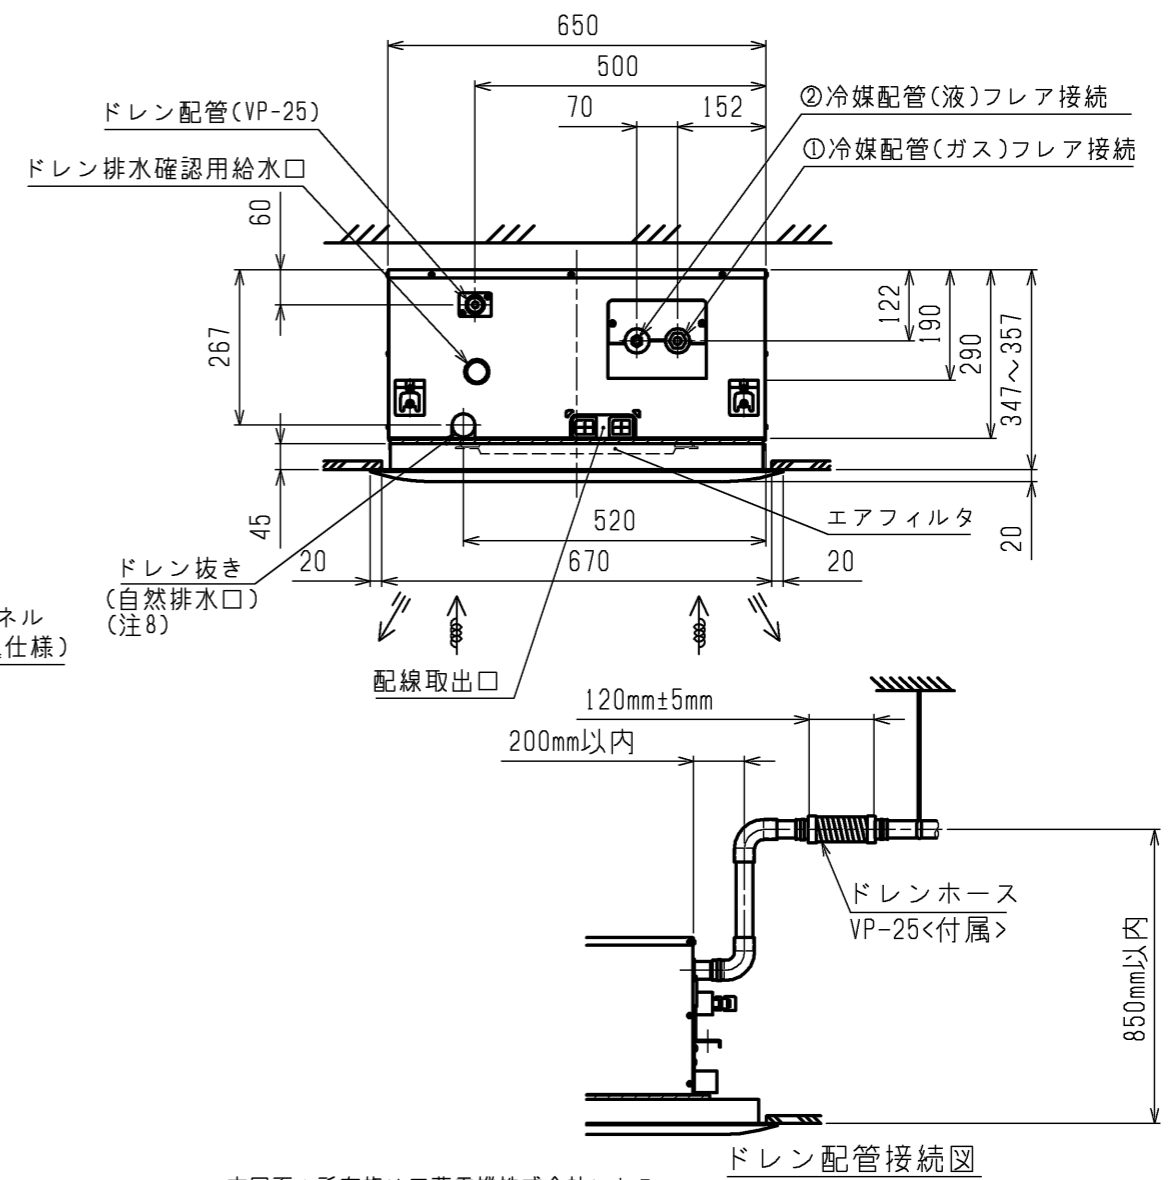 650
500
70
152
ドレン配管(VP-25)
②冷媒配管(液)フレア接続
①冷媒配管(ガス)フレア接続
ドレン排水確認用給水口
60
267
122
190
290
347～357
45
20
520
エアフィルタ
20
670
20
ドレン抜き
(自然排水口)
(注8)
ネル
仕様)
配線取出口
120mm±5mm
200mm以内
ドレンホース
VP-25<付属>
850mm以内
ドレン配管接続図